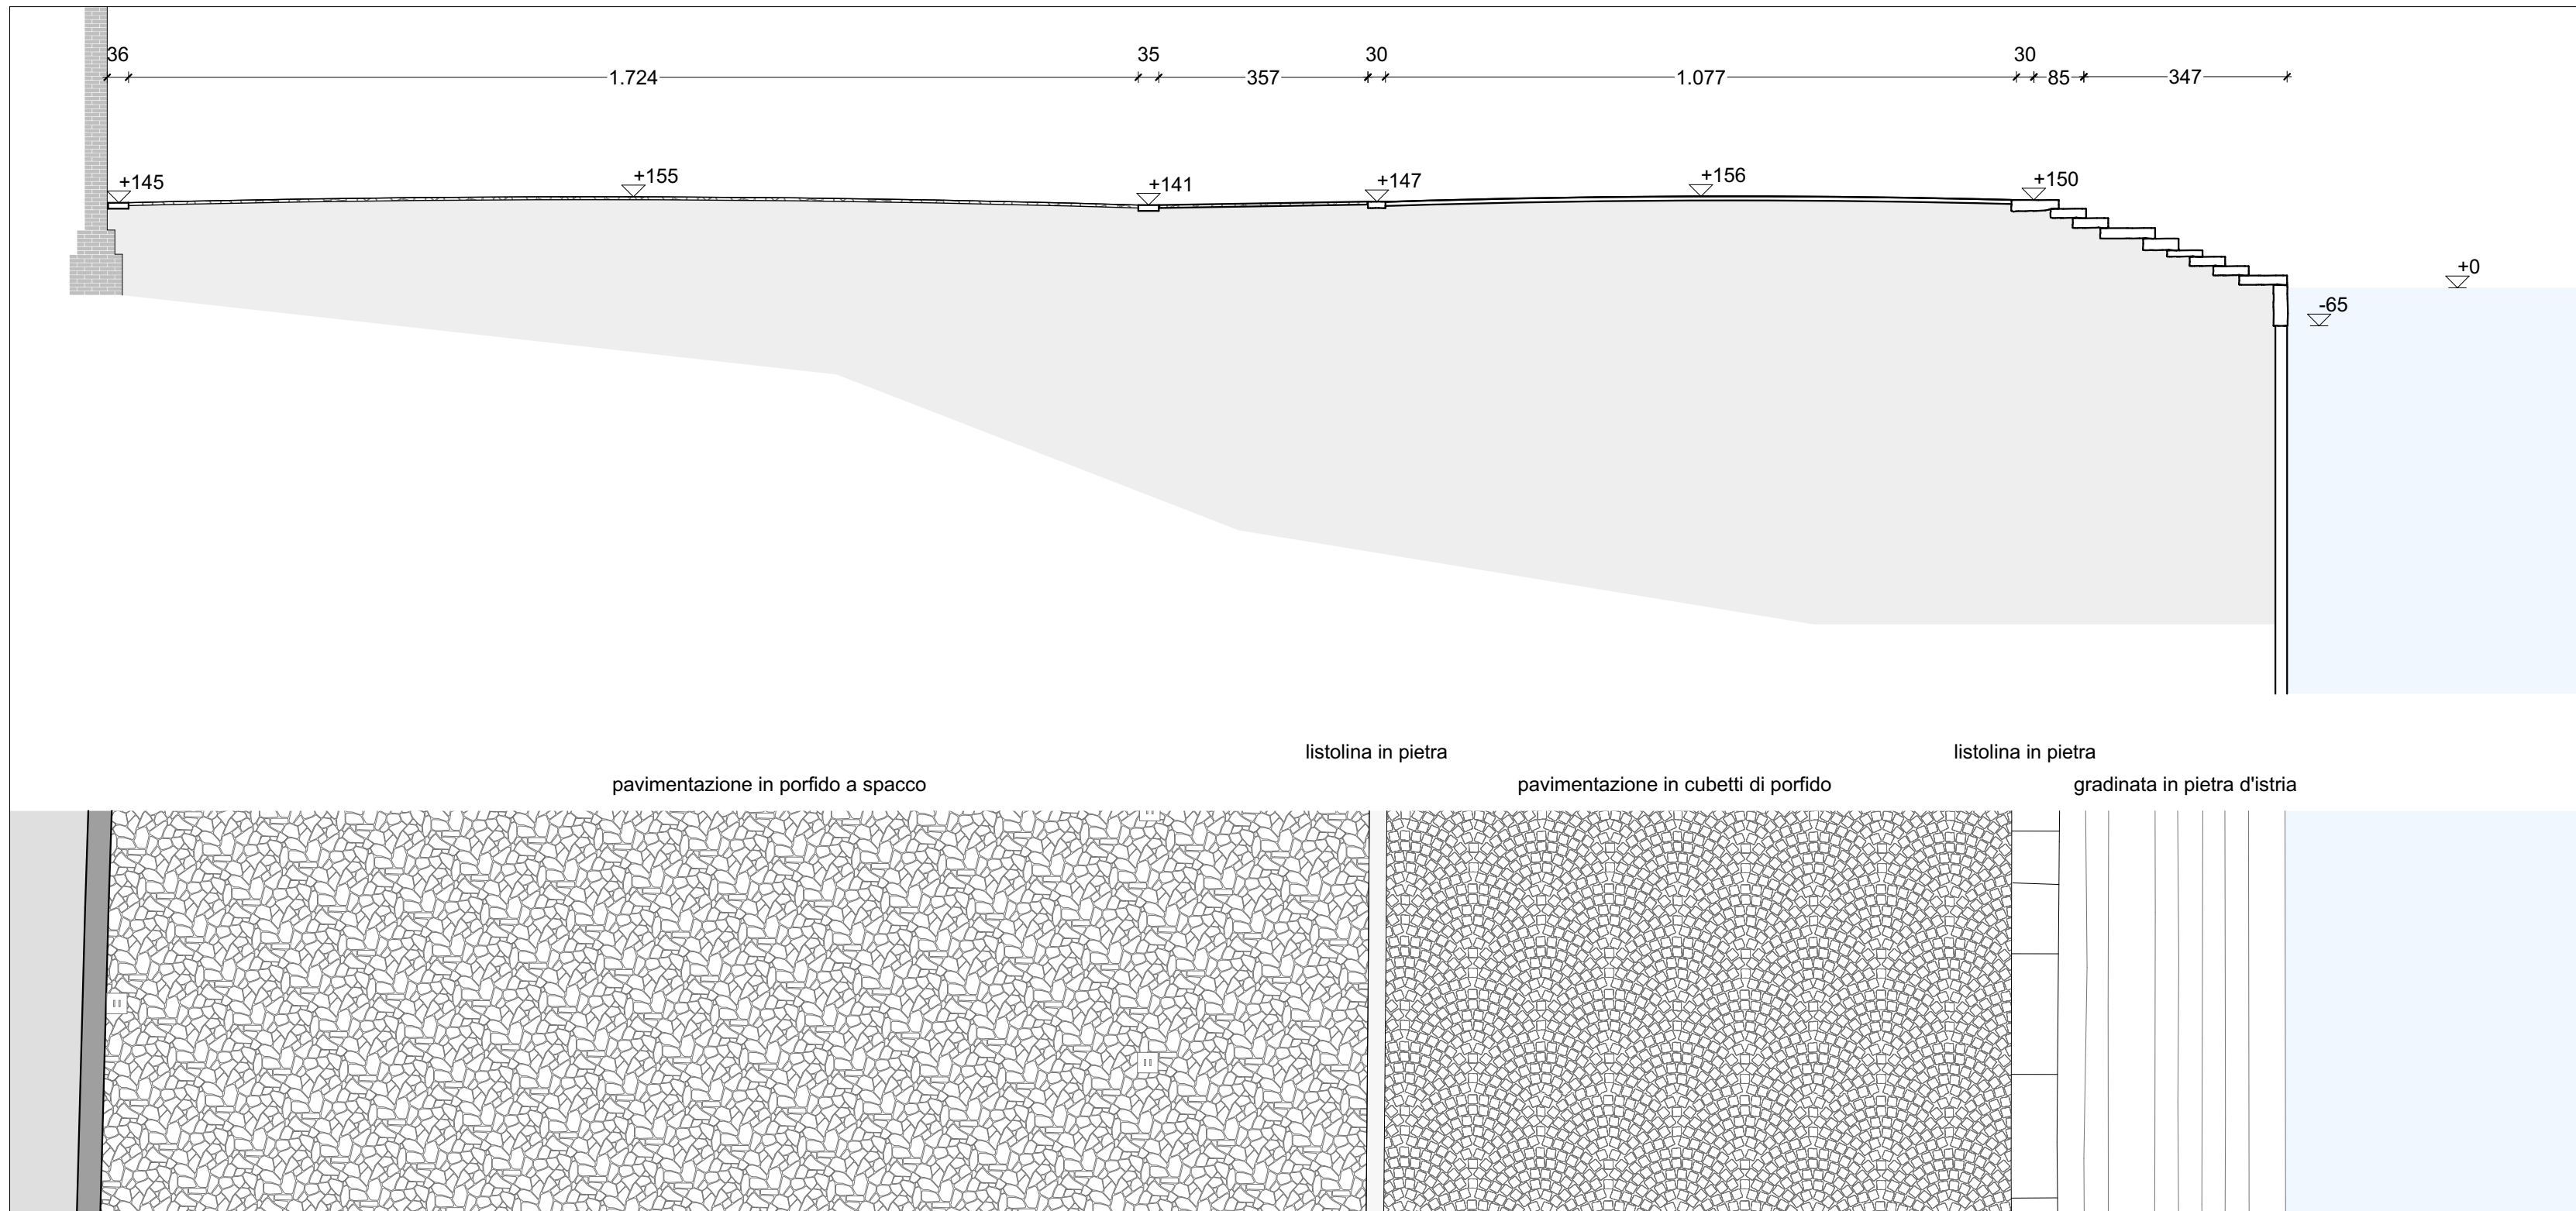 36 35 30 30
1.724 357 1.077 85 347
+145 +155 +141 +147 +156 +150
+0
-65
listolina in pietra listolina in pietra
pavimentazione in porfido a spacco pavimentazione in cubetti di porfido gradinata in pietra d'istria